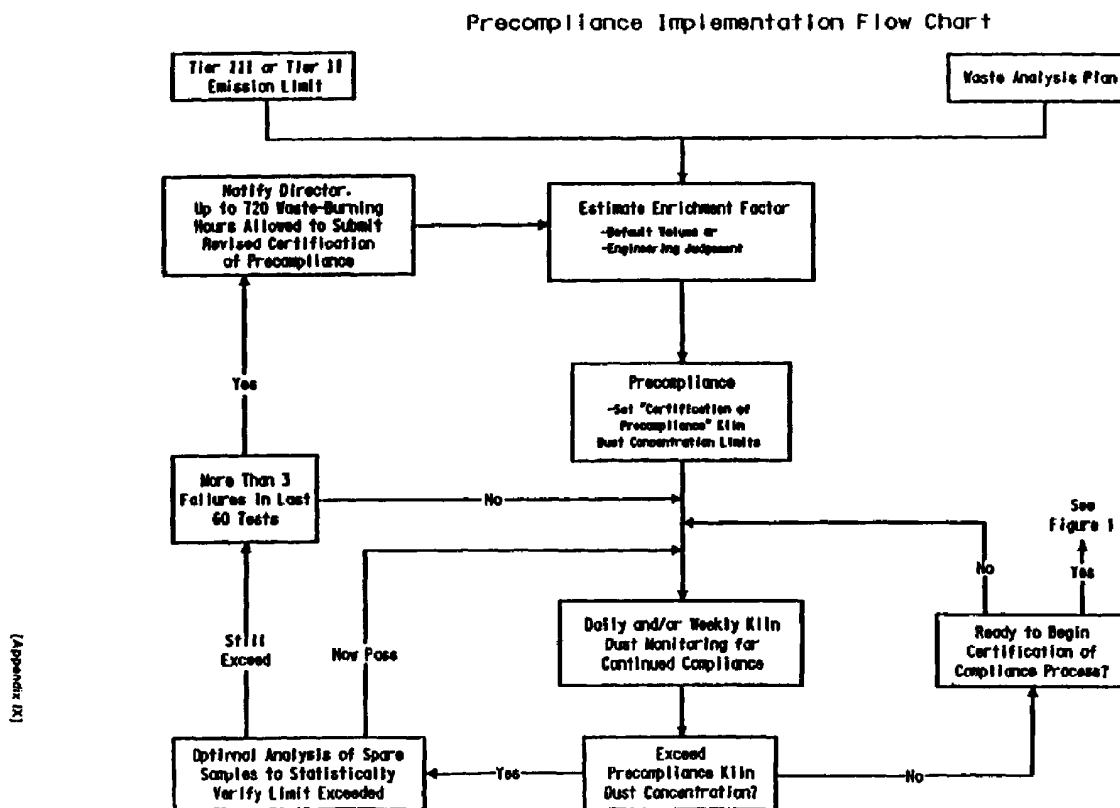 Precompliance Implementation Flow Chart
Tier III or Tier II
Emission Limit
Waste Analysis Plan
Notify Director.
Up to 720 Waste-Burning
Hours Allowed to Submit
Revised Certification
of Precompliance
Estimate Enrichment Factor
-Default Values or
-Engineering Judgement
Yes
Precompliance
-Set "Certification of
Precompliance" Kiln
Dust Concentration Limits
More Than 3
Failures in Last
60 Tests
No
See
Figure 1
No
Yes
Still
Exceed
Now Pass
Daily and/or Weekly Kiln
Dust Monitoring for
Continued Compliance
Ready to Begin
Certification of
Compliance Process?
Optional Analysis of Spare
Samples to Statistically
Verify Limit Exceeded
Yes
Exceed
Precompliance Kiln
Dust Concentration?
No
(Appendix IX)